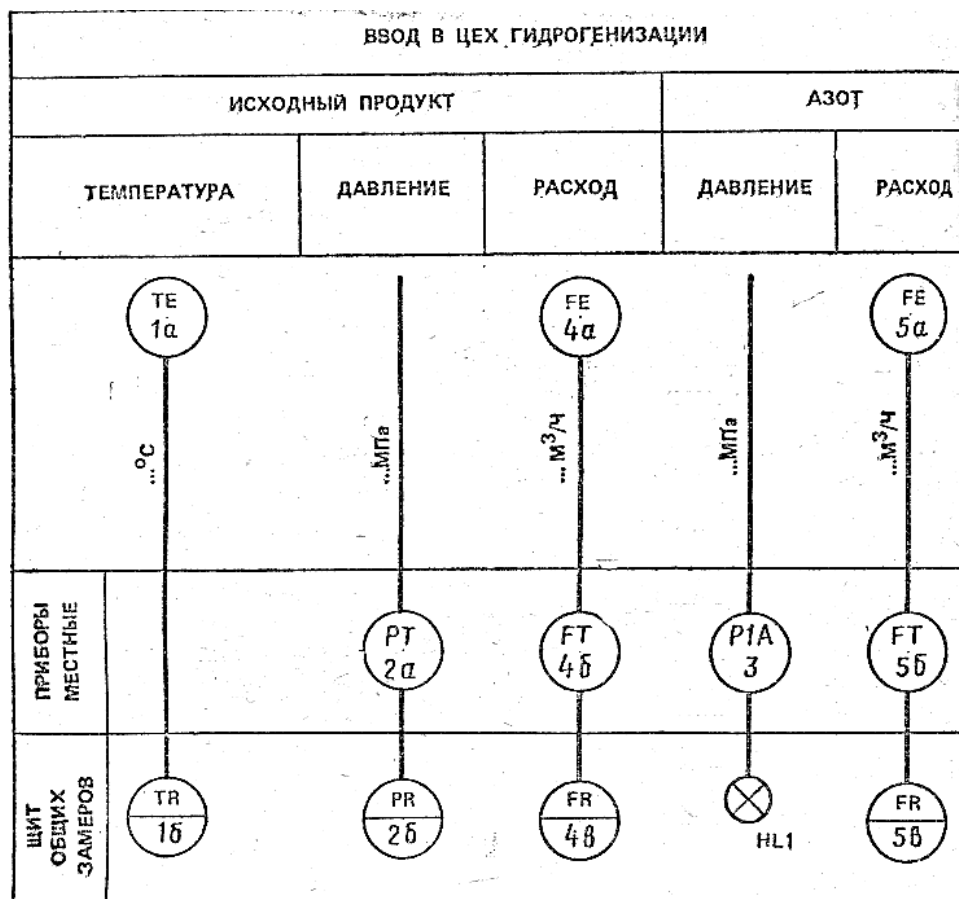 ВВОД В ЦЕХ ГИДРОГЕНИЗАЦИИ
ИСХОДНЫЙ ПРОДУКТ
АЗОТ
ТЕМПЕРАТУРА
ДАВЛЕНИЕ
РАСХОД
ДАВЛЕНИЕ
РАСХОД
TE
1а
FE
4а
FE
5а
...°С
...МПа
...м³/ч
...МПа
...м³/ч
ПРИБОРЫ
МЕСТНЫЕ
PT
2а
FT
4б
P1A
3
FT
5б
ЩИТ
ОБЩИХ
ЗАМЕРОВ
TR
1б
PR
2б
FR
4в
HL1
FR
5в